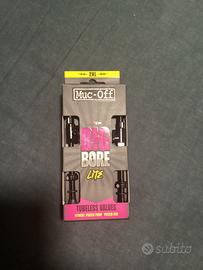 Muc-Off
BIG
BORE
LITE
TUBELESS VALVES
subito